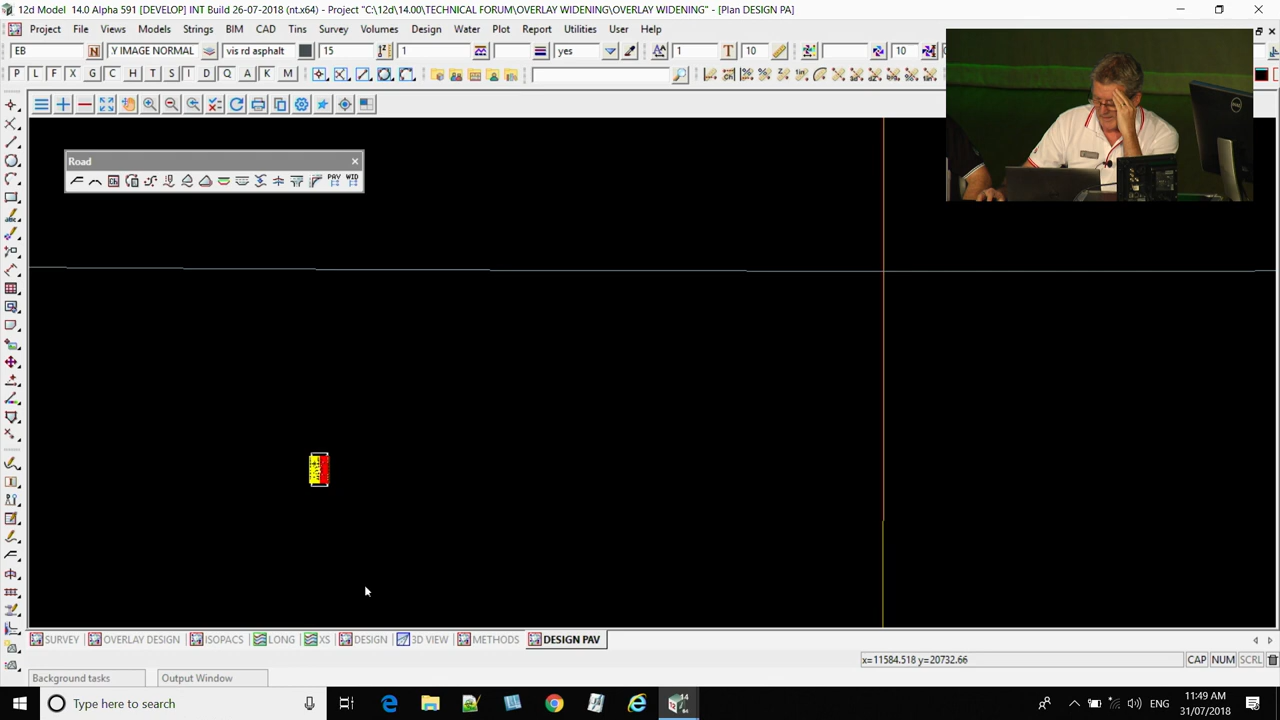 12d Model 14.0 Alpha 591 [DEVELOP] INT Build 26-07-2018 (nt.x64) - Project "C:\12d\14.00\TECHNICAL FORUM\OVERLAY WIDENING\OVERLAY WIDENING" - [Plan DESIGN PA]
Project File Views Models Strings BIM CAD Tins Survey Volumes Design Water Plot Report Utilities User Help
EB N Y IMAGE NORMAL vis rd asphalt 15 1 yes 1 T 10 10
P L F X G C H T S I D Q A K M
Road
PAV WID
SURVEY OVERLAY DESIGN ISOPACS LONG XS DESIGN 3D VIEW METHODS DESIGN PAV
x=11584.518 y=20732.66 CAP NUM SCRL
Background tasks Output Window
Type here to search
ENG
11:49 AM
31/07/2018